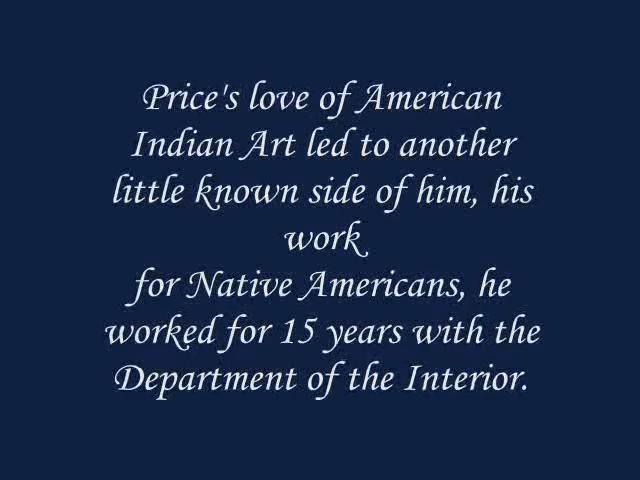 Price's love of American
Indian Art led to another
little known side of him, his
work
for Native Americans, he
worked for 15 years with the
Department of the Interior.